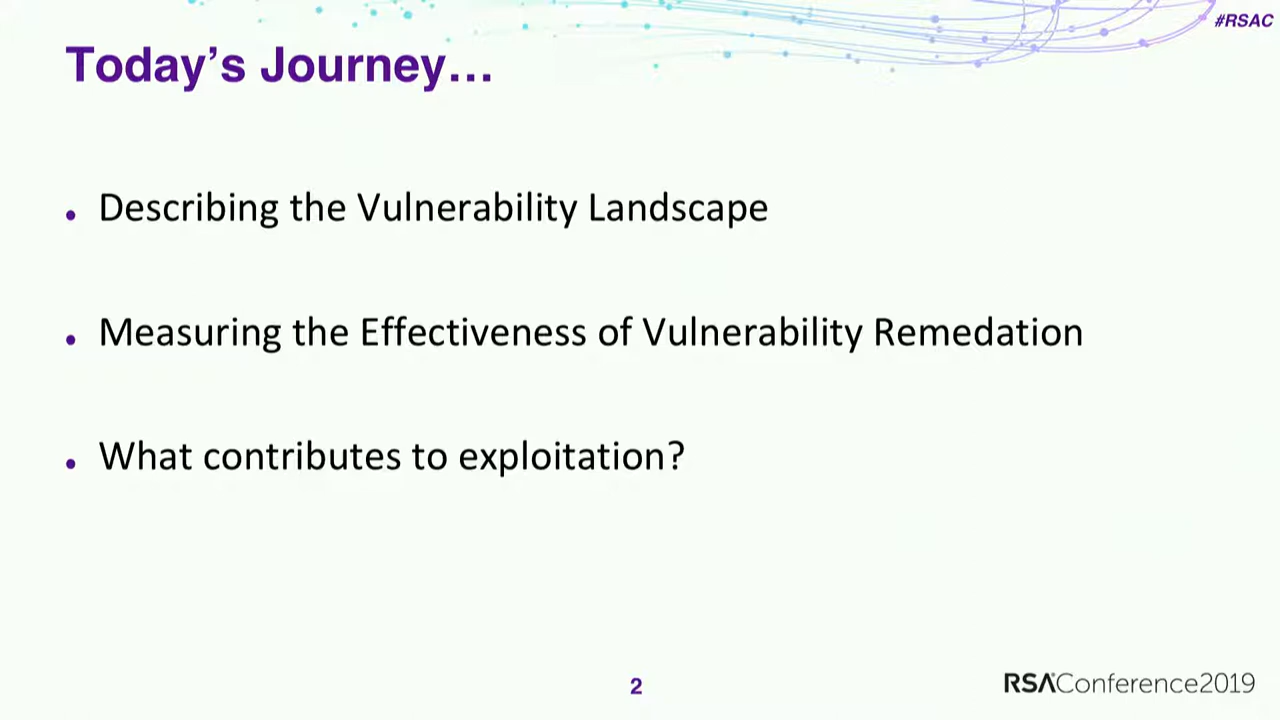 #RSAC
Today’s Journey…
• Describing the Vulnerability Landscape
• Measuring the Effectiveness of Vulnerability Remedation
• What contributes to exploitation?
2
RSAConference2019